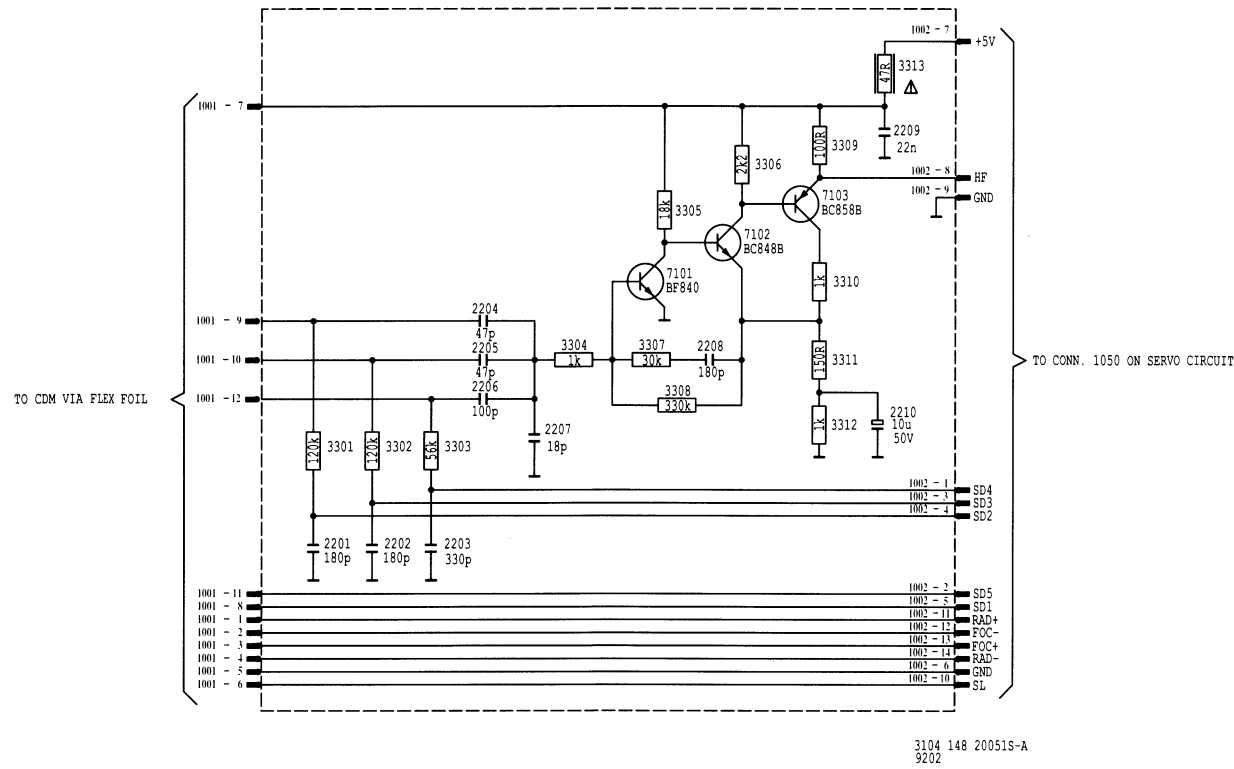 1002 - 7
+5V
47R
3313
1001 - 7
2209
22n
100R
3309
2k2
3306
1002 - 8
HF
1002 - 9
GND
7103
BC858B
18k
3305
7102
BC848B
7101
BF840
1k
3310
1001 - 9
2204
47p
1001 - 10
2205
47p
3304
1k
3307
30k
2208
180p
150R
3311
TO CONN. 1050 ON SERVO CIRCUIT
TO CDM VIA FLEX FOIL
1001 - 12
2206
100p
3308
330k
2207
18p
1k
3312
2210
10u
50V
120k
3301
120k
3302
56k
3303
1002 - 1
SD4
1002 - 3
SD3
1002 - 4
SD2
2201
180p
2202
180p
2203
330p
1001 - 11
1002 - 2
SD5
1001 - 8
1002 - 5
SD1
1001 - 1
1002 - 11
RAD+
1001 - 2
1002 - 12
FOC-
1001 - 3
1002 - 13
FOC+
1001 - 4
1002 - 14
RAD-
1001 - 5
1002 - 6
GND
1001 - 6
1002 - 10
SL
3104 148 20051S-A
9202